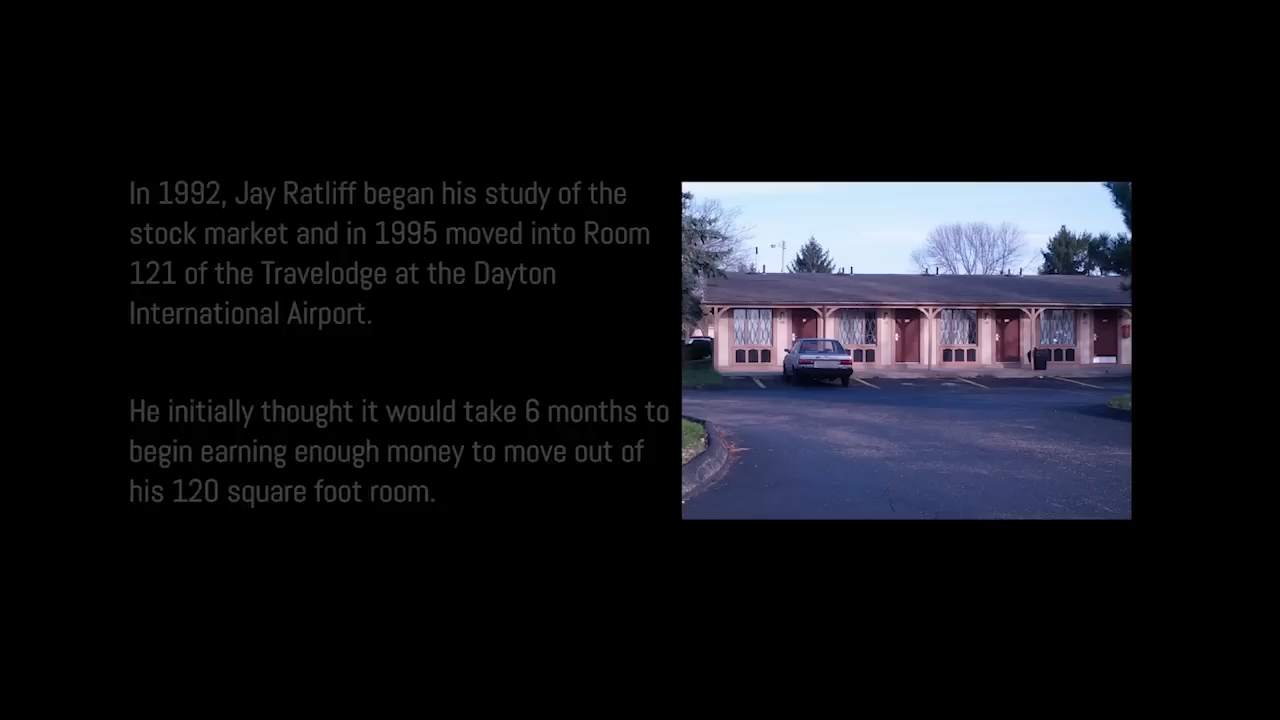 In 1992, Jay Ratliff began his study of the
stock market and in 1995 moved into Room
121 of the Travelodge at the Dayton
International Airport.
He initially thought it would take 6 months to
begin earning enough money to move out of
his 120 square foot room.